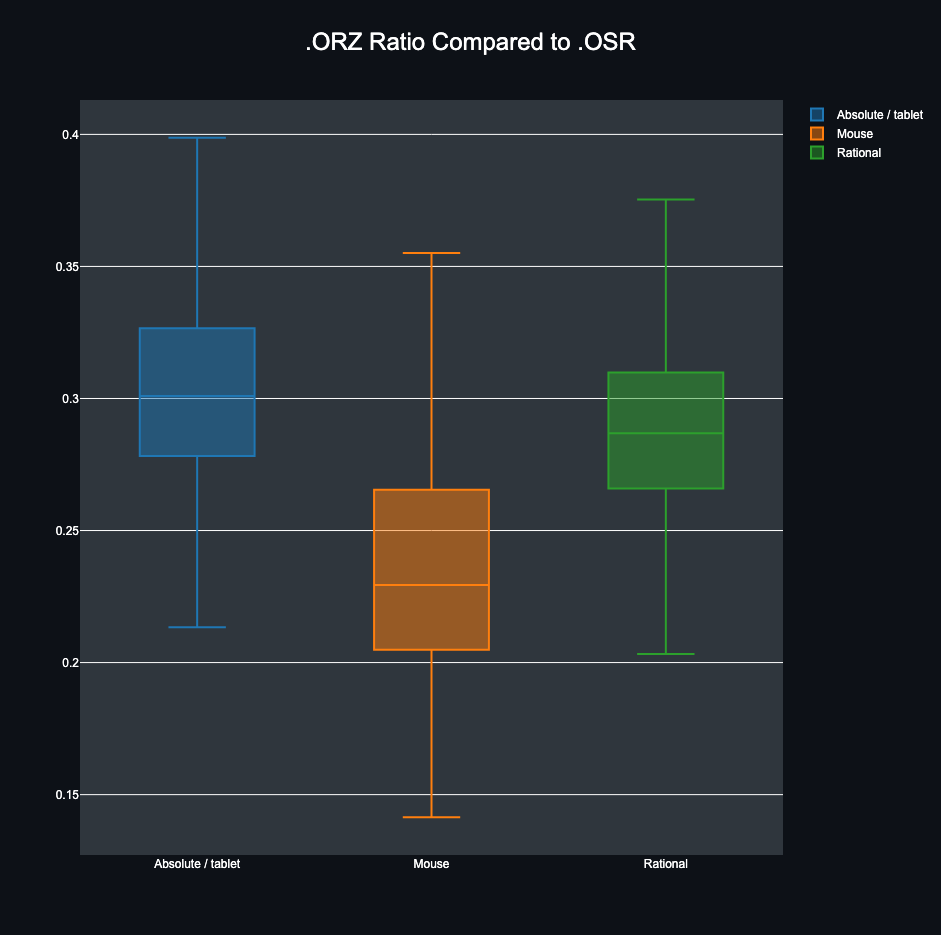 .ORZ Ratio Compared to .OSR
Absolute / tablet
Mouse
Rational
0.4
0.35
0.3
0.25
0.2
0.15
Absolute / tablet
Mouse
Rational